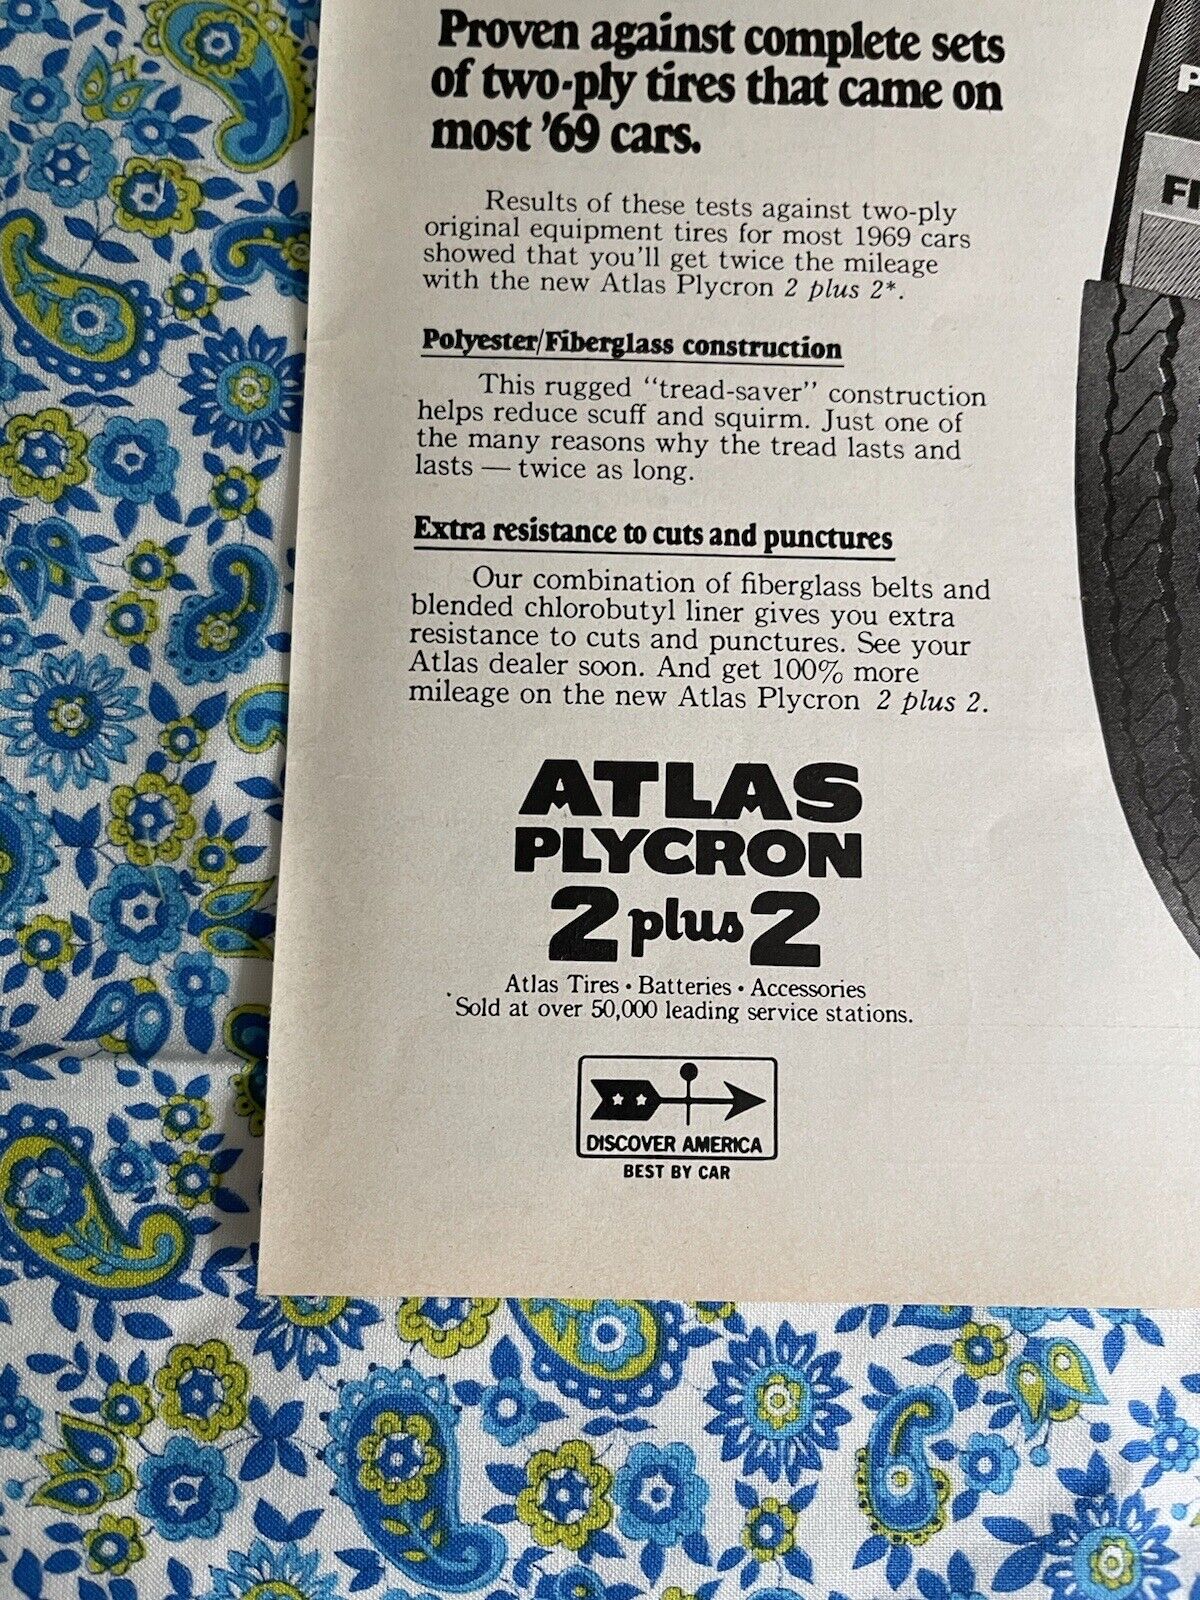 Proven against complete sets
of two-ply tires that came on
most '69 cars.
Results of these tests against two-ply
original equipment tires for most 1969 cars
showed that you'll get twice the mileage
with the new Atlas Plycron 2 plus 2*.
Polyester/Fiberglass construction
This rugged "tread-saver" construction
helps reduce scuff and squirm. Just one of
the many reasons why the tread lasts and
lasts — twice as long.
Extra resistance to cuts and punctures
Our combination of fiberglass belts and
blended chlorobutyl liner gives you extra
resistance to cuts and punctures. See your
Atlas dealer soon. And get 100% more
mileage on the new Atlas Plycron 2 plus 2.
ATLAS
PLYCRON
2 plus 2
Atlas Tires • Batteries • Accessories
Sold at over 50,000 leading service stations.
DISCOVER AMERICA
BEST BY CAR